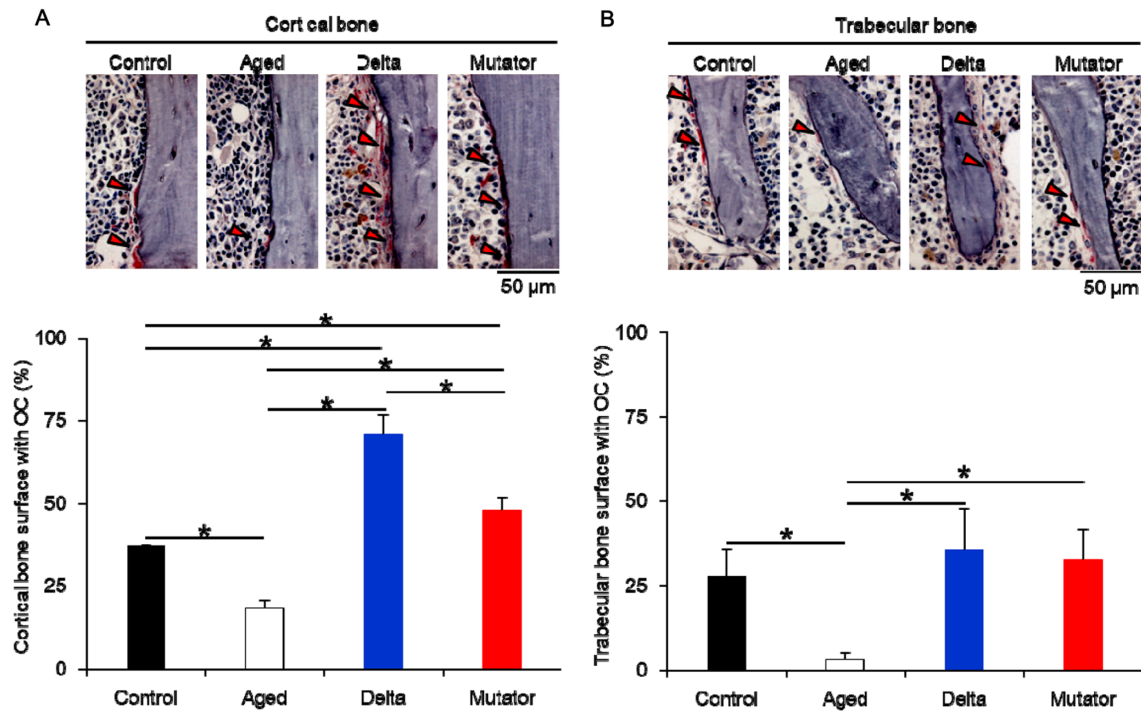 A
Cort cal bone
Control Aged Delta Mutator
50 µm
Cortical bone surface with OC (%)
100
75
50
25
0
* * * * * *
Control Aged Delta Mutator
B
Trabecular bone
Control Aged Delta Mutator
50 µm
Trabecular bone surface with OC (%)
100
75
50
25
0
* * *
Control Aged Delta Mutator